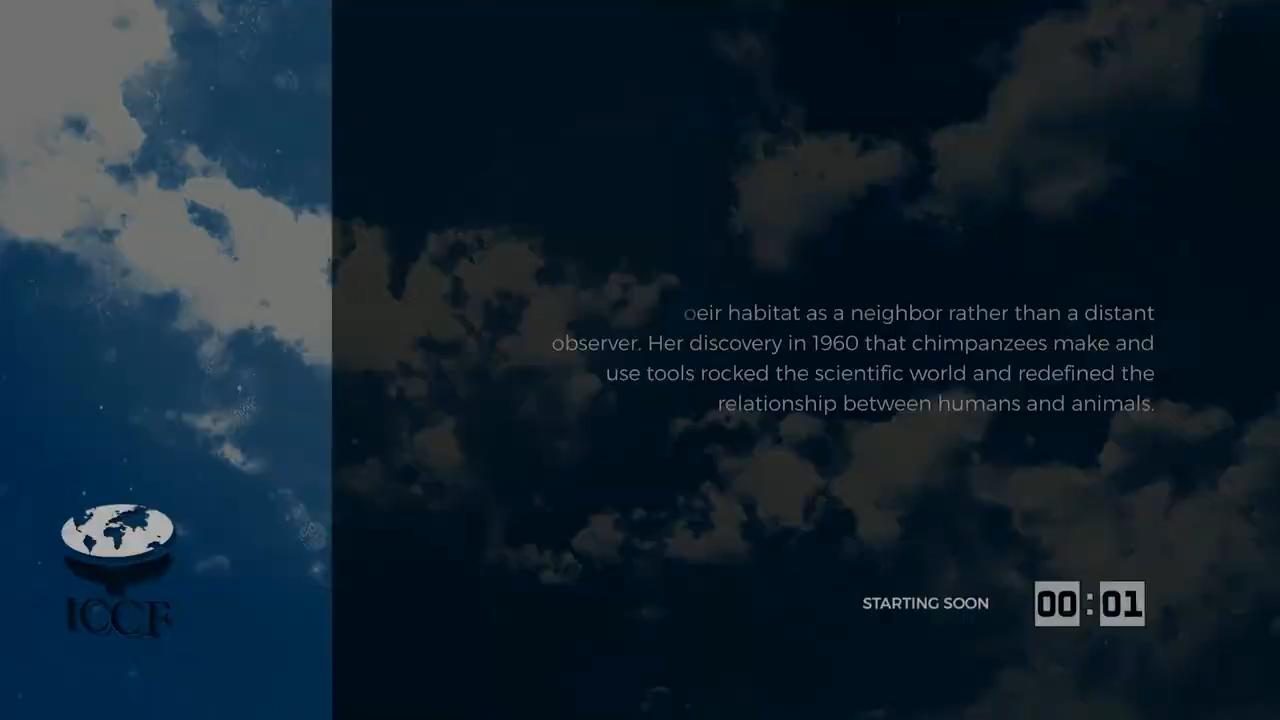 oeir habitat as a neighbor rather than a distant
observer. Her discovery in 1960 that chimpanzees make and
use tools rocked the scientific world and redefined the
relationship between humans and animals.
STARTING SOON 00:01
ICCF